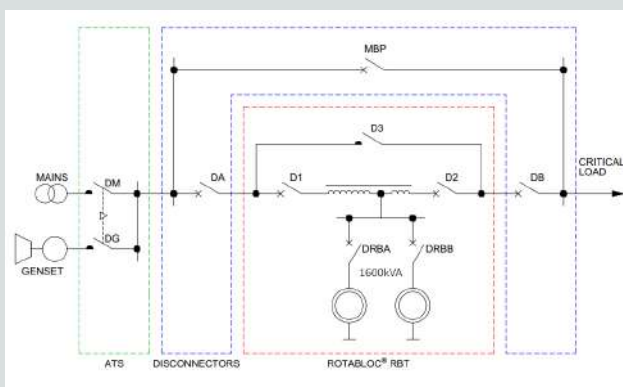 MBP
D3
MAINS
DM
DA
D1
D2
DB
CRITICAL
LOAD
DG
GENSET
DRBA
DRBB
1600kVA
ATS
DISCONNECTORS
ROTABLOC® RBT